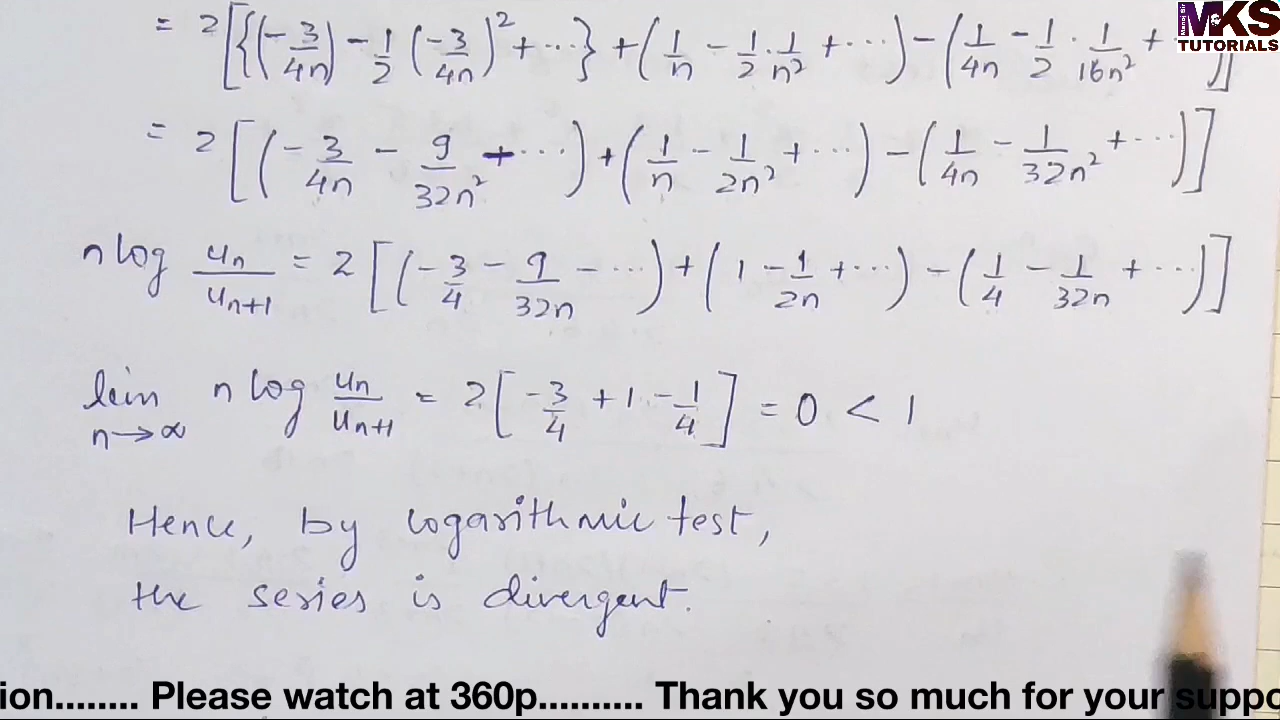 MKS
TUTORIALS
= 2[{(-3/4n) - 1/2 (-3/4n)² + ...} + (1/n - 1/2 . 1/n² + ...) - (1/4n - 1/2 . 1/16n² + ...)]
= 2[(-3/4n - 9/32n² + ...) + (1/n - 1/2n² + ...) - (1/4n - 1/32n² + ...)]
n log un/un+1 = 2[(-3/4 - 9/32n - ...) + (1 - 1/2n + ...) - (1/4 - 1/32n + ...)]
lim n→∞ n log un/un+1 = 2[-3/4 + 1 - 1/4] = 0 < 1
Hence, by logarithmic test,
the series is divergent.
ion........ Please watch at 360p.......... Thank you so much for your suppo